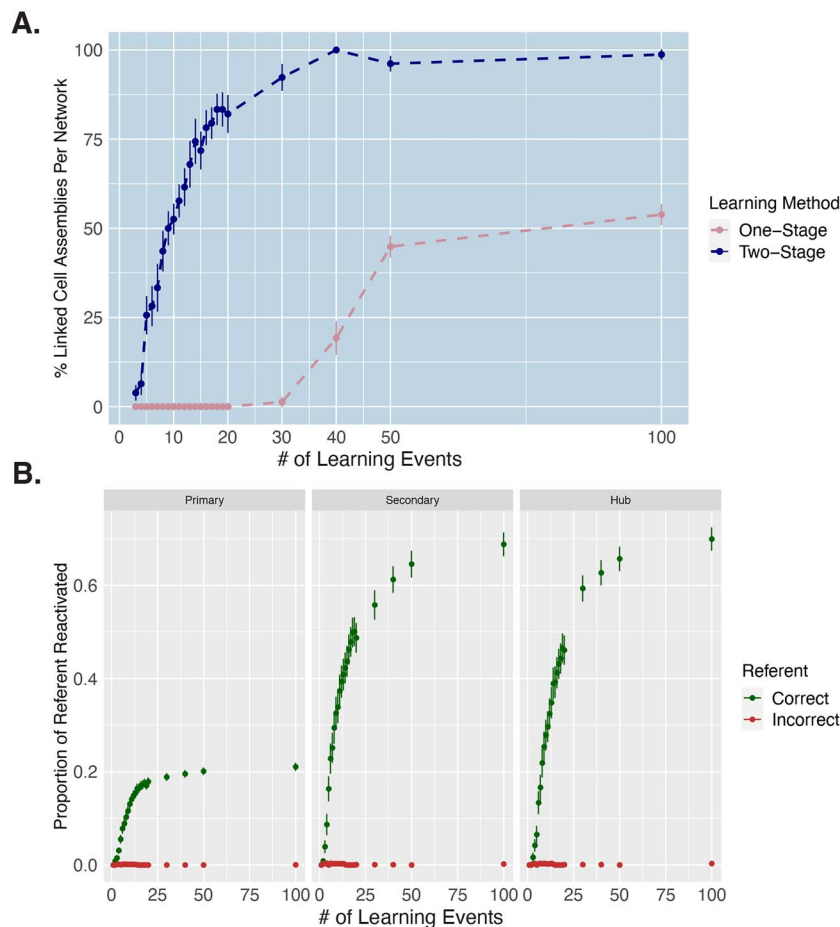 A.
100
75
50
25
0
% Linked Cell Assemblies Per Network
0 10 20 30 40 50 100
# of Learning Events
Learning Method
One−Stage
Two−Stage
B.
Primary Secondary Hub
0.6
0.4
0.2
0.0
Proportion of Referent Reactivated
0 25 50 75 100 0 25 50 75 100 0 25 50 75 100
# of Learning Events
Referent
Correct
Incorrect